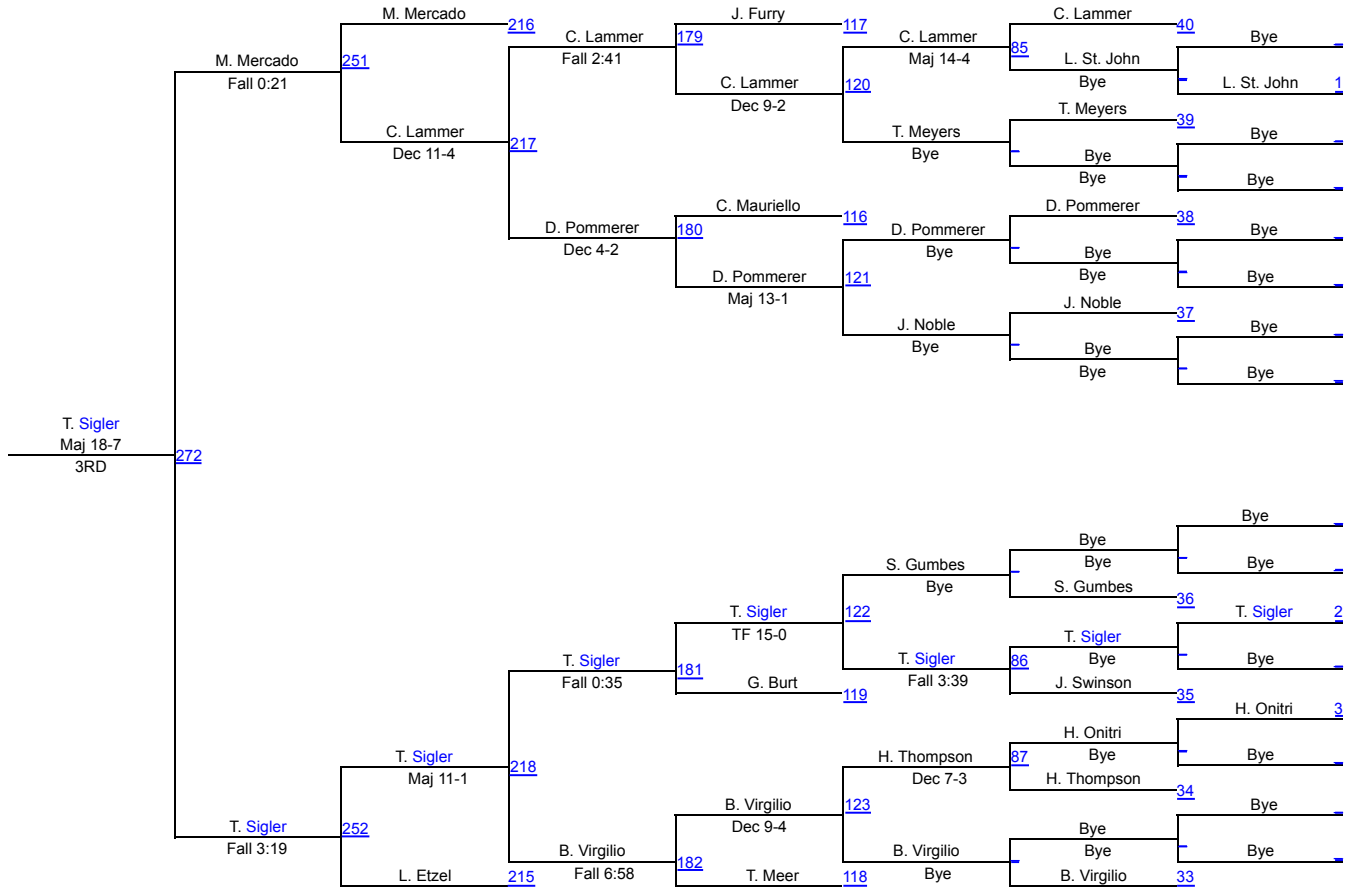 M. Mercado
216
J. Furry
117
C. Lammer
40
C. Lammer
179
Fall 2:41
C. Lammer
85
Maj 14-4
Bye
M. Mercado
251
Fall 0:21
L. St. John
Bye
C. Lammer
120
Dec 9-2
L. St. John
1
T. Meyers
39
C. Lammer
217
Dec 11-4
T. Meyers
Bye
Bye
Bye
Bye
Bye
C. Mauriello
116
D. Pommerer
38
D. Pommerer
180
Dec 4-2
D. Pommerer
Bye
Bye
Bye
Bye
D. Pommerer
121
Maj 13-1
Bye
J. Noble
37
J. Noble
Bye
Bye
Bye
Bye
Bye
T. Sigler
Maj 18-7
272
3RD
Bye
Bye
Bye
S. Gumbes
Bye
Bye
S. Gumbes
36
T. Sigler
122
TF 15-0
T. Sigler
2
T. Sigler
Bye
T. Sigler
181
Fall 0:35
T. Sigler
86
Fall 3:39
Bye
G. Burt
119
J. Swinson
35
H. Onitri
3
H. Onitri
Bye
T. Sigler
218
Maj 11-1
H. Thompson
87
Dec 7-3
Bye
H. Thompson
34
B. Virgilio
123
Dec 9-4
Bye
T. Sigler
252
Fall 3:19
Bye
Bye
B. Virgilio
182
Fall 6:58
B. Virgilio
Bye
Bye
L. Etzel
215
T. Meer
118
B. Virgilio
33